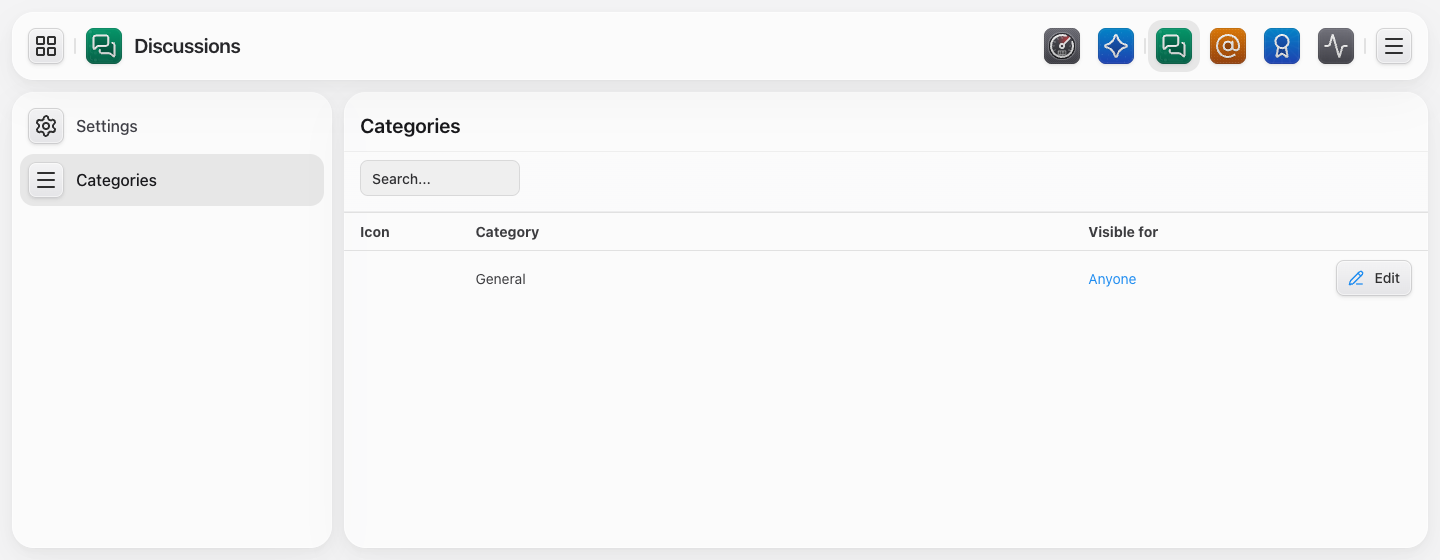 Discussions
Settings
Categories
Categories
Search...
Icon Category Visible for
General Anyone Edit